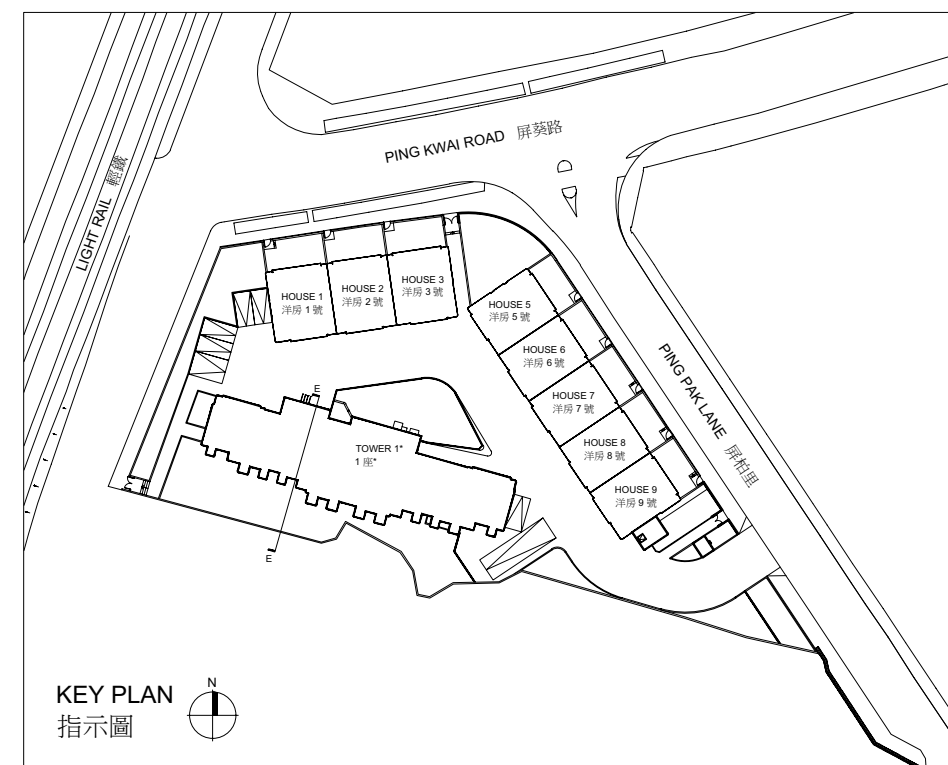 PING KWAI ROAD 屏葵路
LIGHT RAIL 輕鐵
HOUSE 1
洋房 1 號
HOUSE 2
洋房 2 號
HOUSE 3
洋房 3 號
HOUSE 5
洋房 5 號
HOUSE 6
洋房 6 號
HOUSE 7
洋房 7 號
HOUSE 8
洋房 8 號
HOUSE 9
洋房 9 號
PING PAK LANE 屏柏里
E
TOWER 1*
1 座*
E
KEY PLAN
指示圖
N